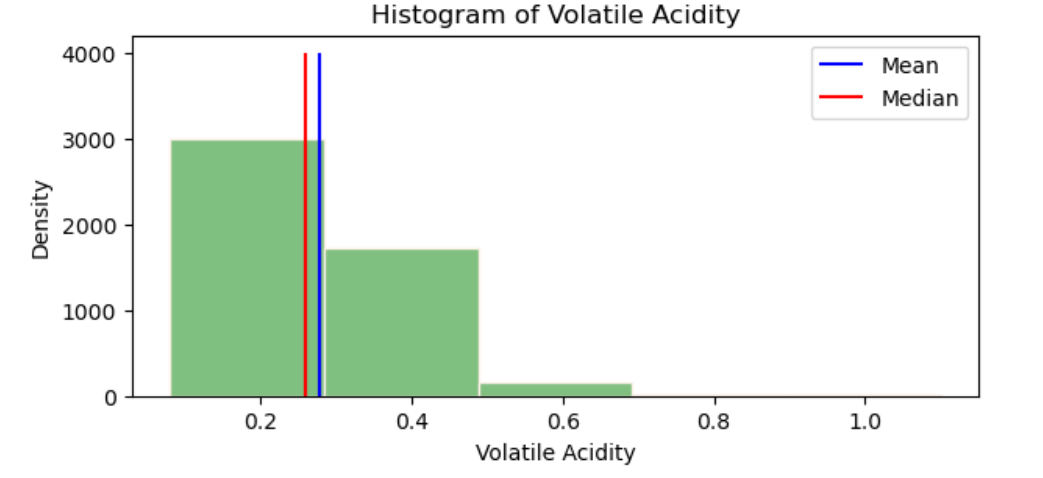 Histogram of Volatile Acidity
4000
3000
2000
1000
0
Density
Mean
Median
0.2 0.4 0.6 0.8 1.0
Volatile Acidity